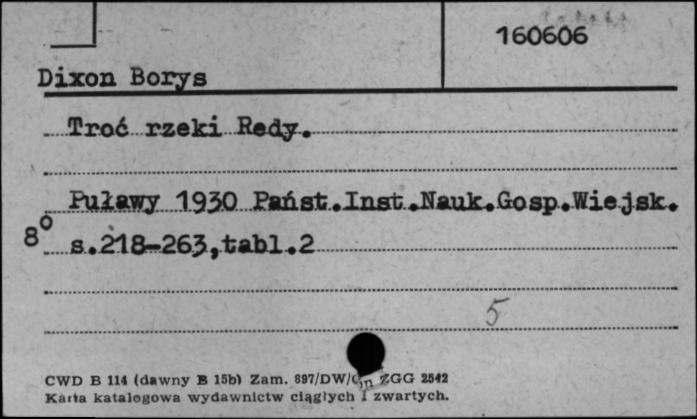 160606
Dixon Borys
Troć rzeki Redy.
Puławy 1930 Państ.Inst.Nauk.Gosp.Wiejsk.
8⁰ s.218-263,tabl.2
5
CWD B 114 (dawny B 15b) Zam. 897/DW/ ZGG 2542
Karta katalogowa wydawnictw ciągłych i zwartych.